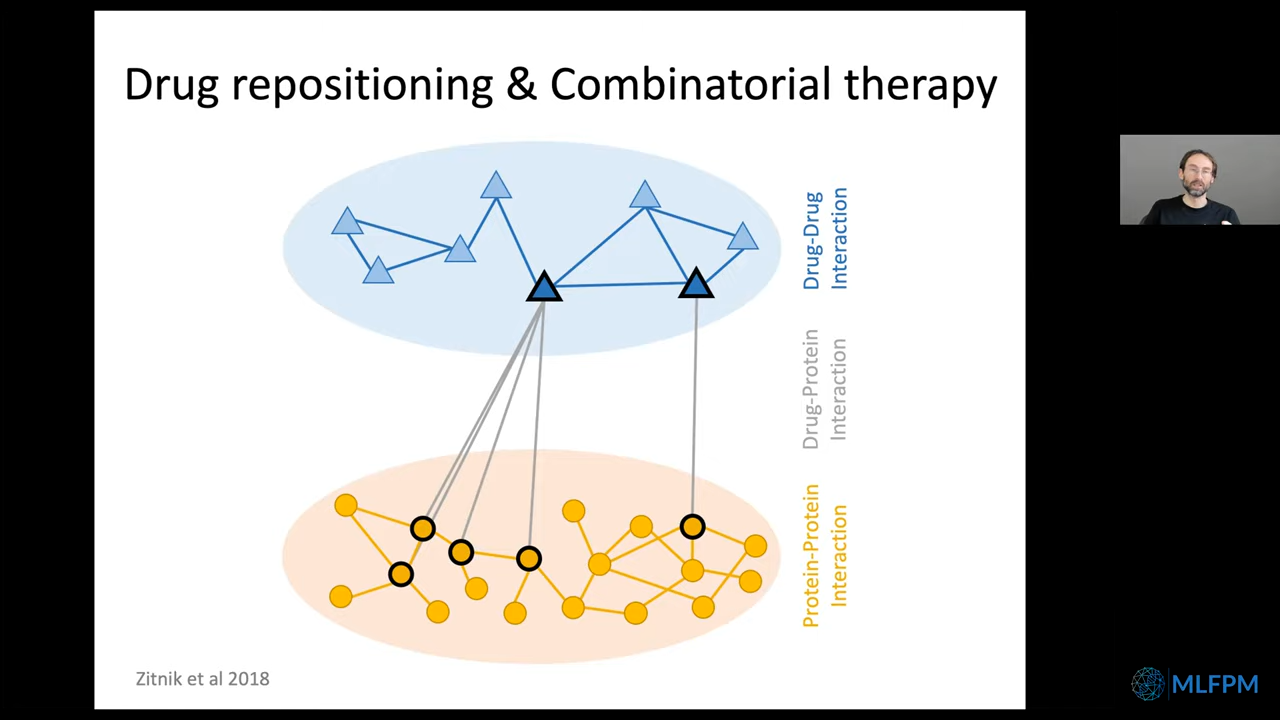 Drug repositioning & Combinatorial therapy
Drug-Drug
Interaction
Drug-Protein
Interaction
Protein-Protein
Interaction
Zitnik et al 2018
MLFPM